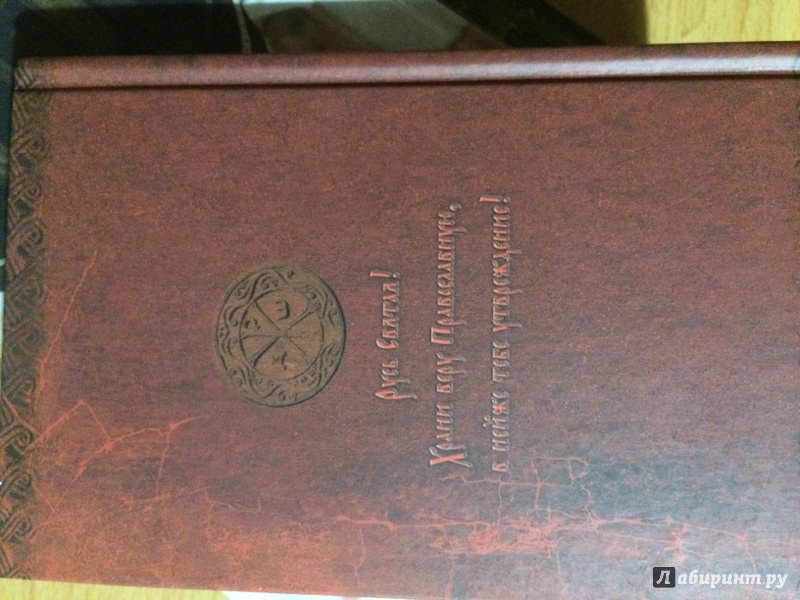 Русь Святая!
Храни веру Православную,
в нейже тебе утверждение!
Лабиринт.ру